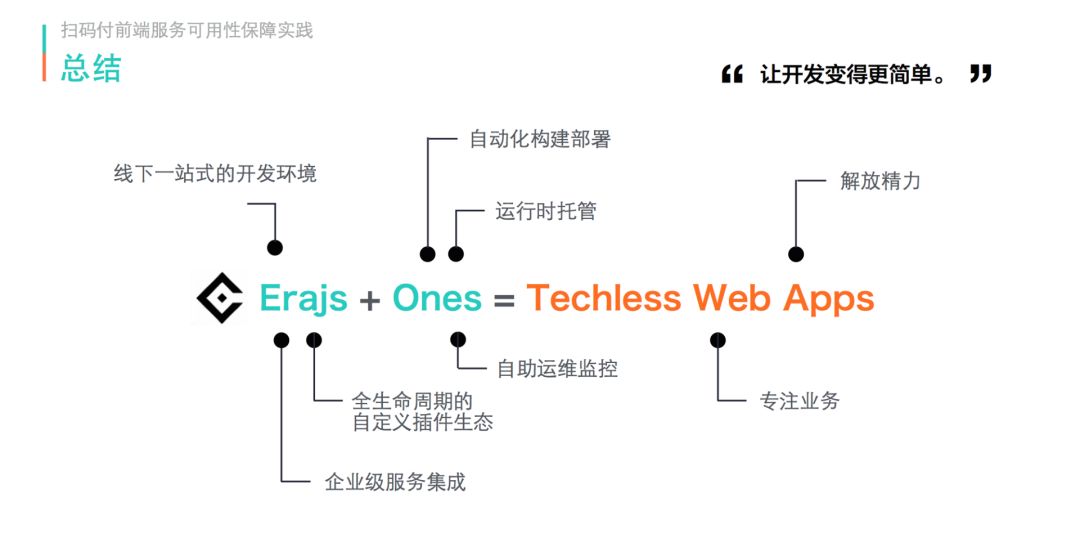 扫码付前端服务可用性保障实践
总结
“ 让开发变得更简单。 ”
自动化构建部署
线下一站式的开发环境
解放精力
运行时托管
Erajs + Ones = Techless Web Apps
自助运维监控
全生命周期的
自定义插件生态
专注业务
企业级服务集成